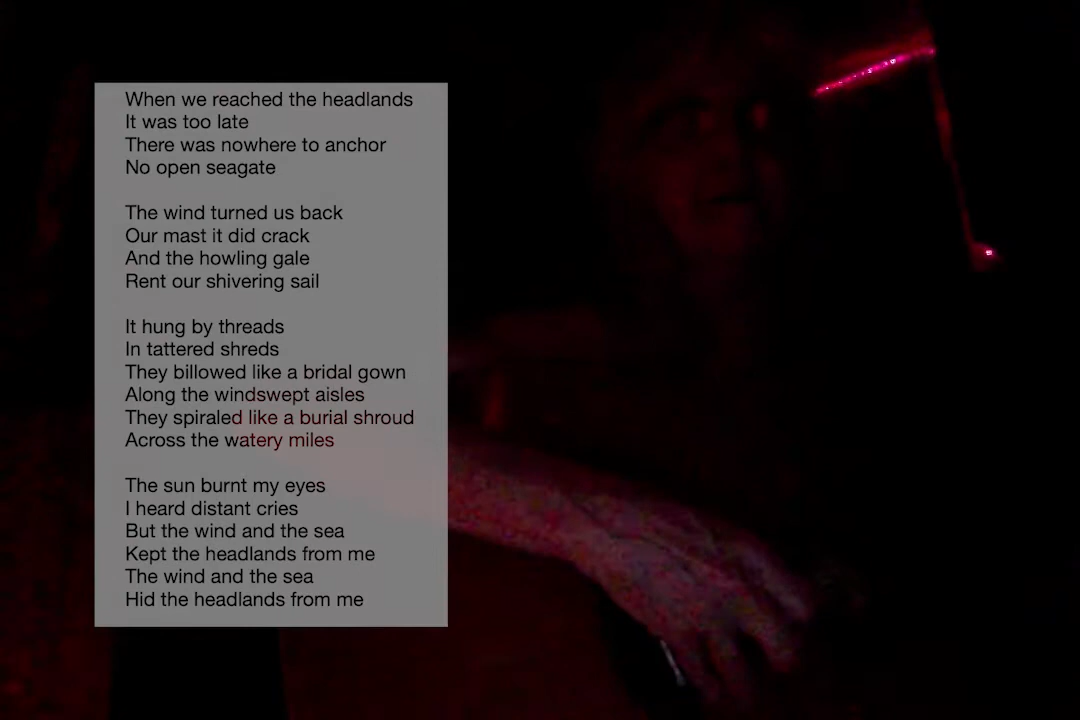 When we reached the headlands
It was too late
There was nowhere to anchor
No open seagate

The wind turned us back
Our mast it did crack
And the howling gale
Rent our shivering sail

It hung by threads
In tattered shreds
They billowed like a bridal gown
Along the windswept aisles
They spiraled like a burial shroud
Across the watery miles

The sun burnt my eyes
I heard distant cries
But the wind and the sea
Kept the headlands from me
The wind and the sea
Hid the headlands from me